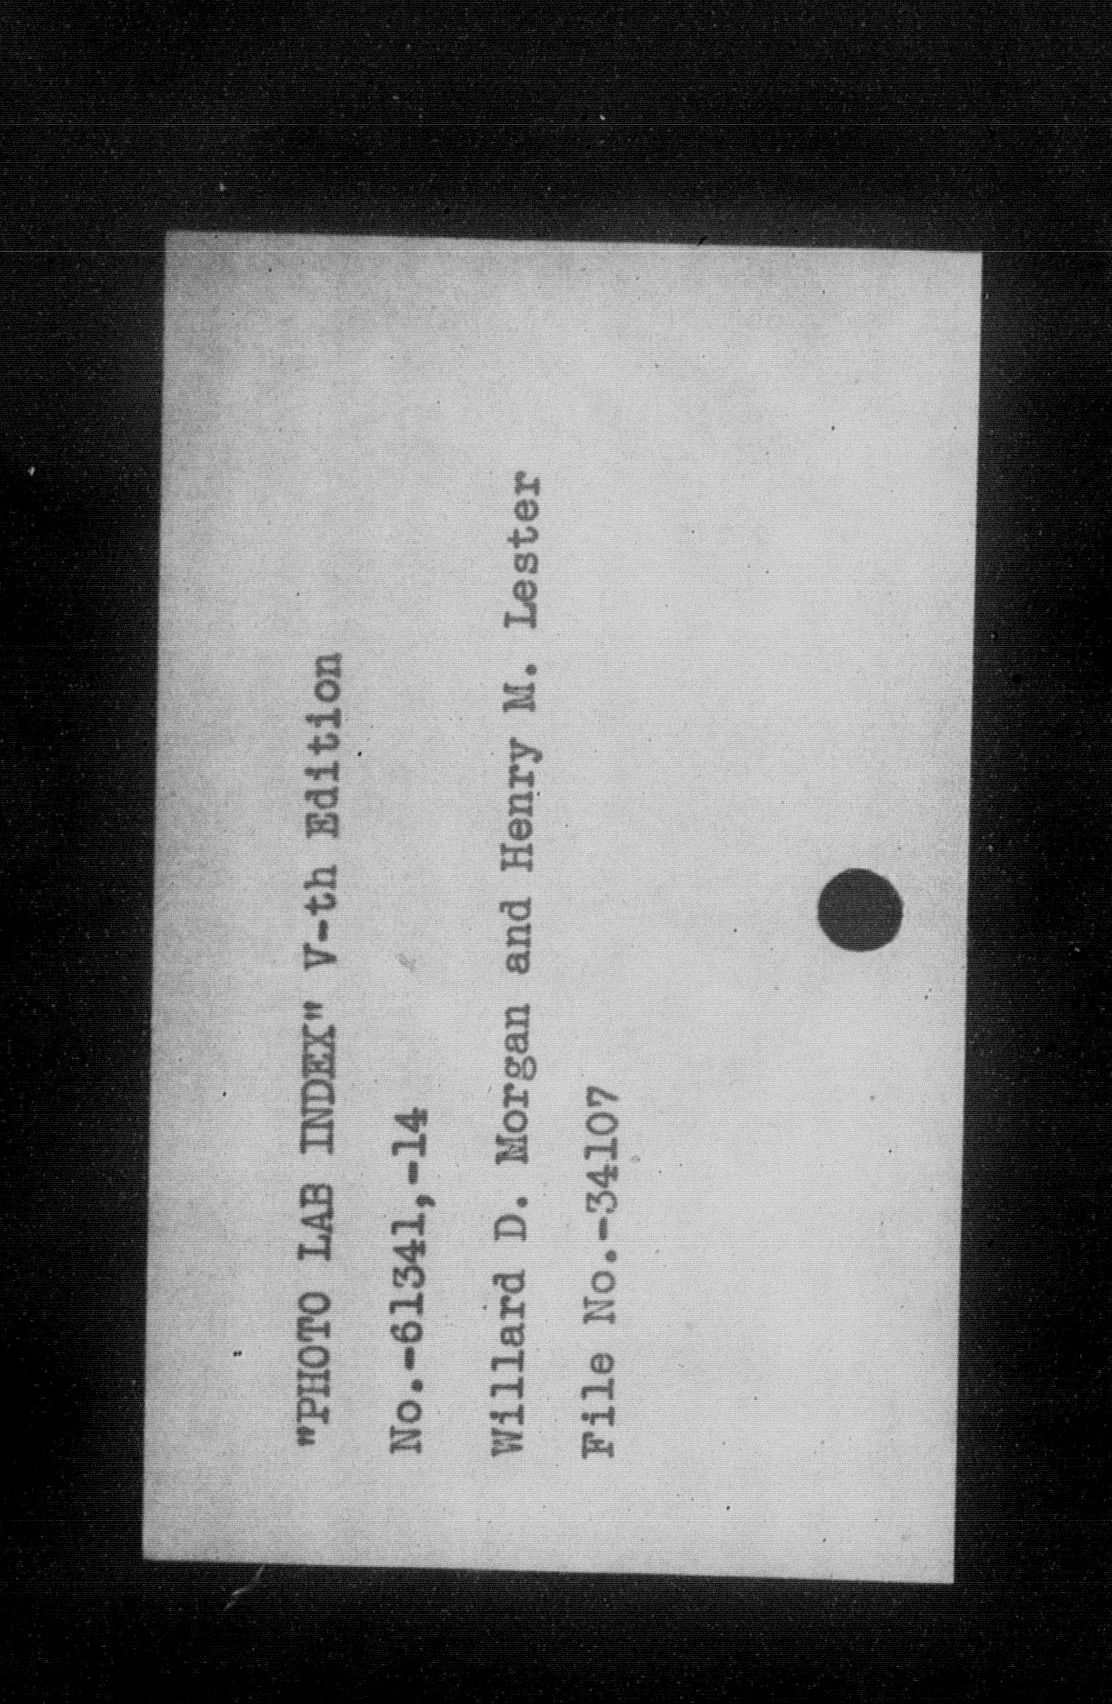 "PHOTO LAB INDEX" V-th Edition
No.-61341,-14
Willard D. Morgan and Henry M. Lester
File No.-34107